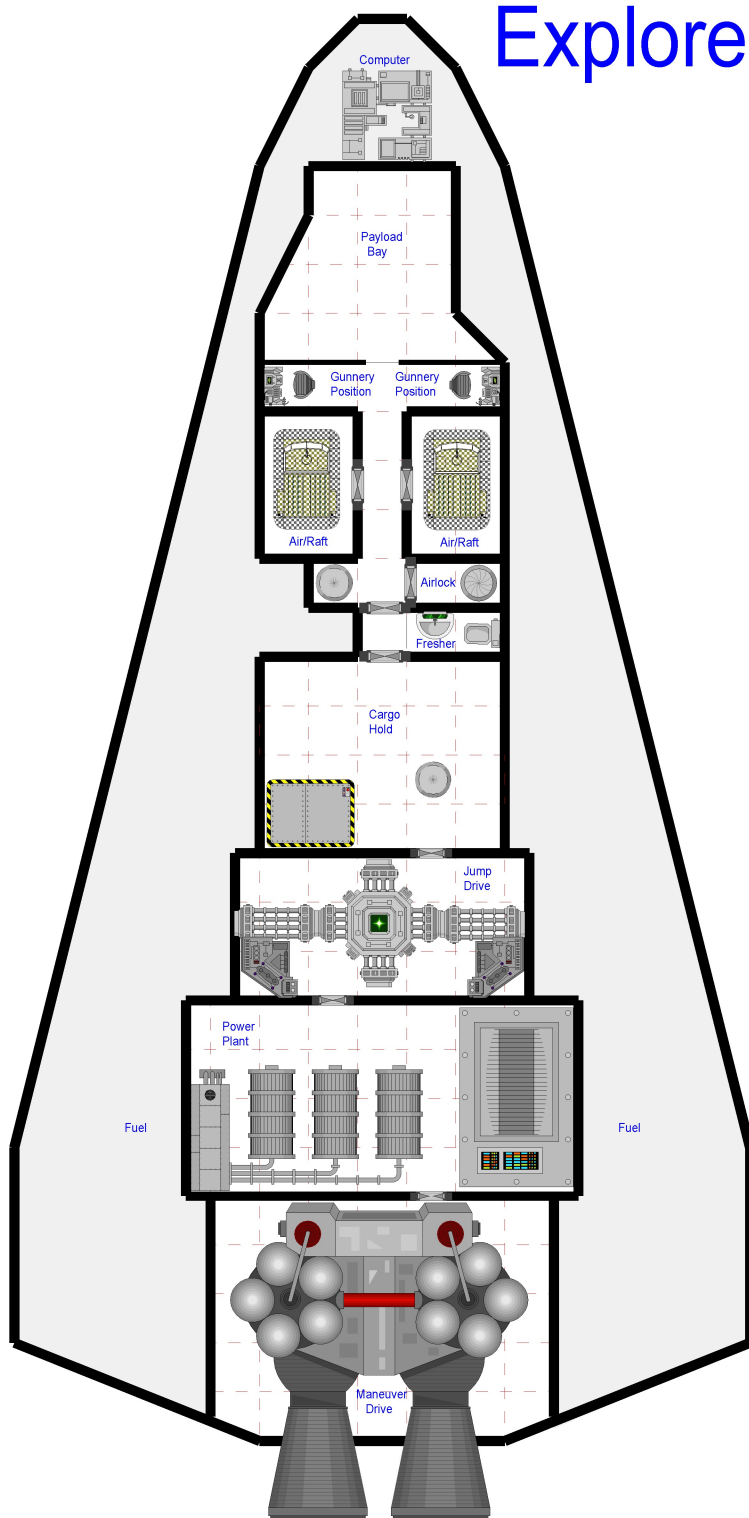 Explore
Computer
Payload
Bay
Gunnery
Position
Gunnery
Position
Air/Raft
Air/Raft
Airlock
Fresher
Cargo
Hold
Jump
Drive
Power
Plant
Fuel
Fuel
Maneuver
Drive